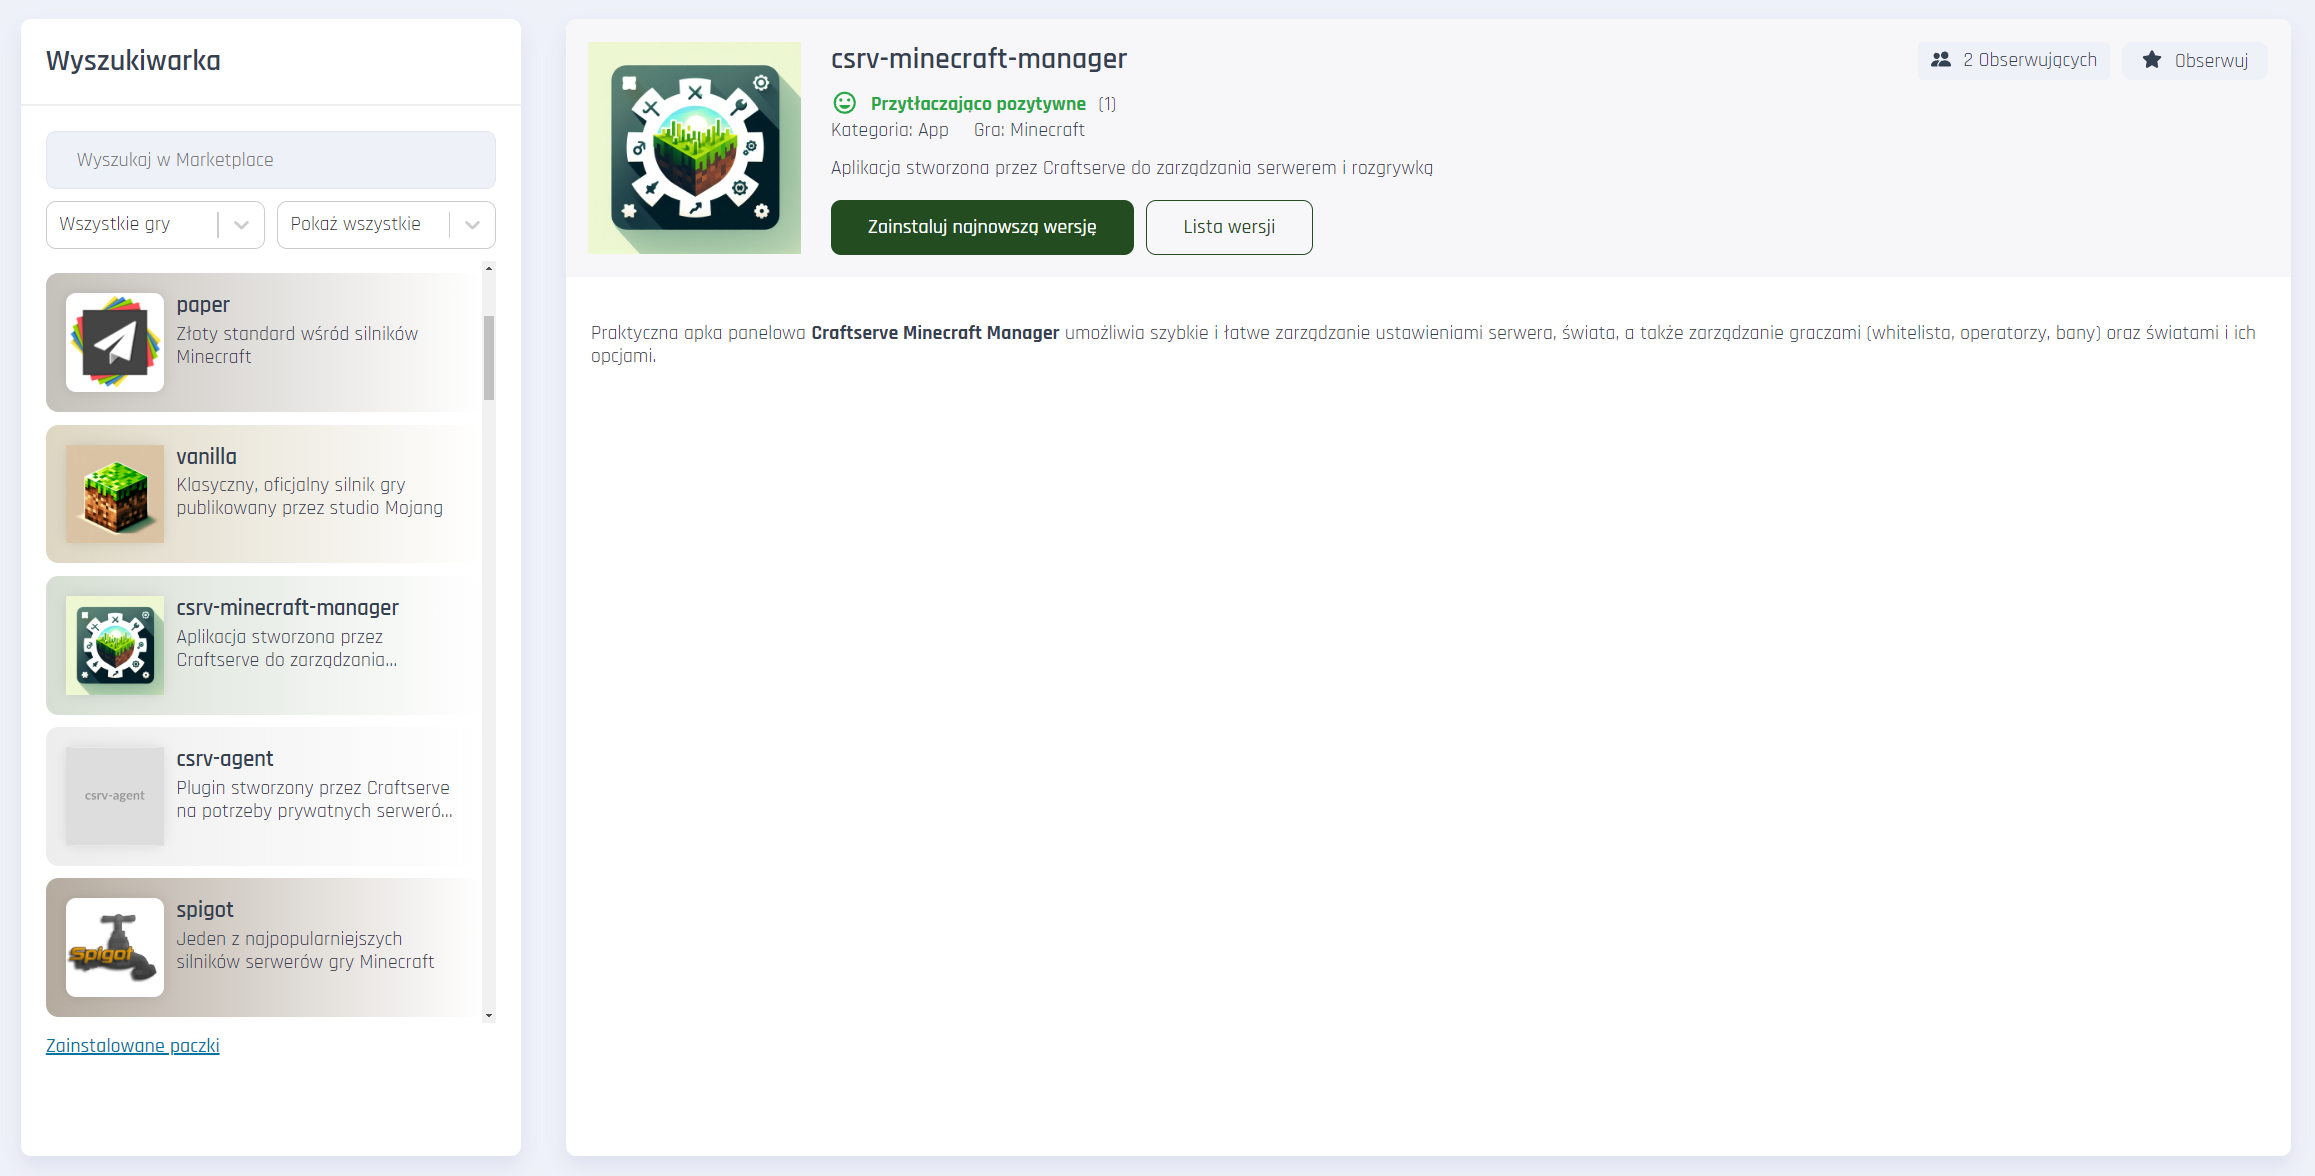 Wyszukiwarka
Wyszukaj w Marketplace
Wszystkie gry
Pokaż wszystkie
paper
Złoty standard wśród silników
Minecraft
vanilla
Klasyczny, oficjalny silnik gry
publikowany przez studio Mojang
csrv-minecraft-manager
Aplikacja stworzona przez
Craftserve do zarządzania...
csrv-agent
csrv-agent
Plugin stworzony przez Craftserve
na potrzeby prywatnych serweró...
Spigot
spigot
Jeden z najpopularniejszych
silników serwerów gry Minecraft
Zainstalowane paczki
csrv-minecraft-manager
2 Obserwujących
Obserwuj
Przytłaczająco pozytywne (1)
Kategoria: App Gra: Minecraft
Aplikacja stworzona przez Craftserve do zarządzania serwerem i rozgrywką
Zainstaluj najnowszą wersję
Lista wersji
Praktyczna apka panelowa Craftserve Minecraft Manager umożliwia szybkie i łatwe zarządzanie ustawieniami serwera, świata, a także zarządzanie graczami (whitelista, operatorzy, bany) oraz światami i ich
opcjami.